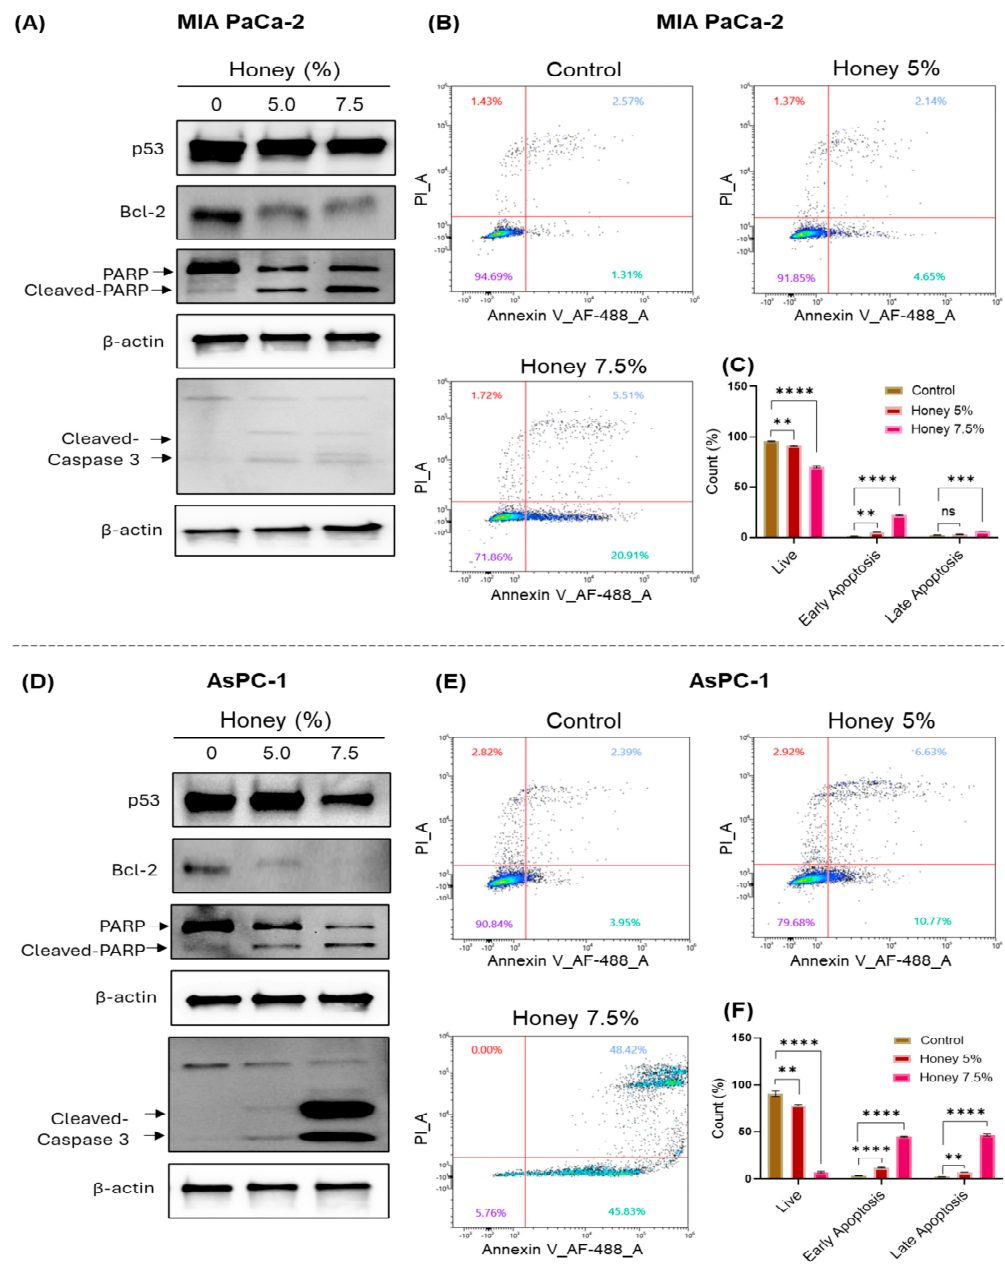 (A) MIA PaCa-2
Honey (%)
0 5.0 7.5
p53
Bcl-2
PARP
Cleaved-PARP
β-actin
Cleaved-
Caspase 3
β-actin
(B) MIA PaCa-2
Control
1.43% 2.57%
94.69% 1.31%
PI_A
Annexin V_AF-488_A
Honey 5%
1.37% 2.14%
91.85% 4.65%
PI_A
Annexin V_AF-488_A
Honey 7.5%
1.72% 5.51%
71.86% 20.91%
PI_A
Annexin V_AF-488_A
(C)
Control
Honey 5%
Honey 7.5%
Count (%)
150
100
50
0
**** ** **** ** *** ns
Live
Early Apoptosis
Late Apoptosis
(D) AsPC-1
Honey (%)
0 5.0 7.5
p53
Bcl-2
PARP
Cleaved-PARP
β-actin
Cleaved-
Caspase 3
β-actin
(E) AsPC-1
Control
2.82% 2.39%
90.84% 3.95%
PI_A
Annexin V_AF-488_A
Honey 5%
2.92% 6.63%
79.68% 10.77%
PI_A
Annexin V_AF-488_A
Honey 7.5%
0.00% 48.42%
5.76% 45.83%
PI_A
Annexin V_AF-488_A
(F)
Control
Honey 5%
Honey 7.5%
Count (%)
150
100
50
0
**** ** **** **** **** **
Live
Early Apoptosis
Late Apoptosis